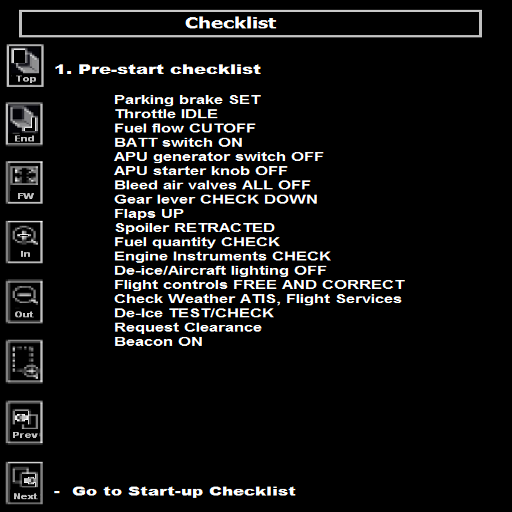 Checklist
1. Pre-start checklist
Top
Parking brake SET
Throttle IDLE
Fuel flow CUTOFF
End
BATT switch ON
APU generator switch OFF
APU starter knob OFF
Bleed air valves ALL OFF
FW
Gear lever CHECK DOWN
Flaps UP
Spoiler RETRACTED
Fuel quantity CHECK
In
Engine Instruments CHECK
De-ice/Aircraft lighting OFF
Flight controls FREE AND CORRECT
Check Weather ATIS, Flight Services
De-Ice TEST/CHECK
Out
Request Clearance
Beacon ON
Prev
Next
- Go to Start-up Checklist